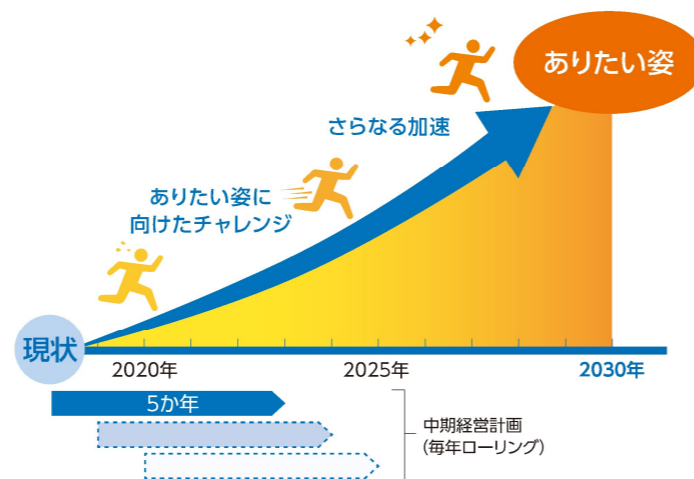 ありたい姿
さらなる加速
ありたい姿に
向けたチャレンジ
現状
2020年
2025年
2030年
5か年
中期経営計画
(毎年ローリング)